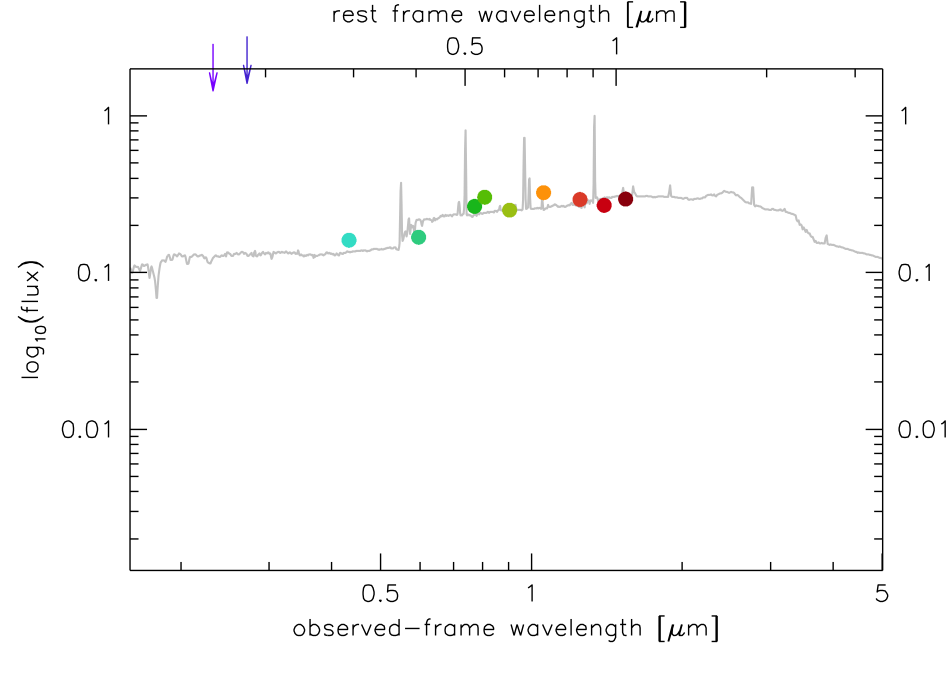 rest frame wavelength [μm]
0.5 1
1 1
0.1 0.1
0.01 0.01
log10(flux)
0.5 1 5
observed-frame wavelength [μm]